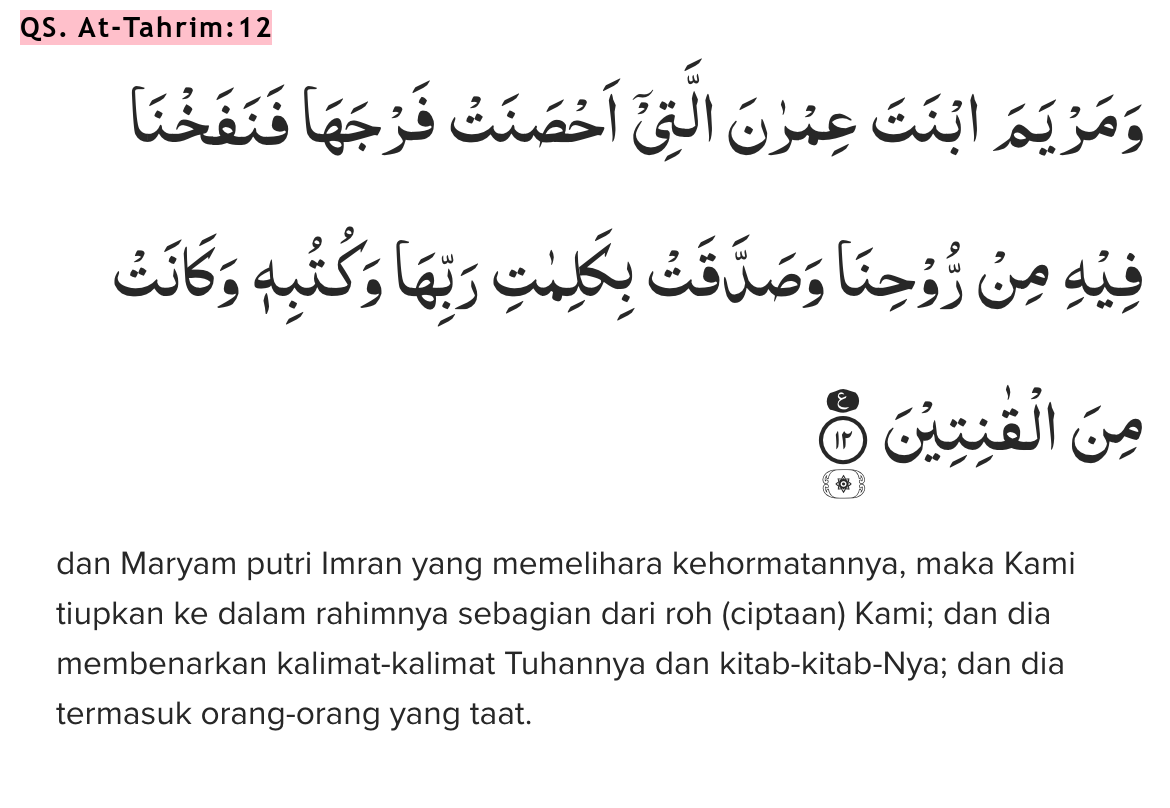 QS. At-Tahrim:12
وَمَرْيَمَ ابْنَتَ عِمْرٰنَ الَّتِيْٓ اَحْصَنَتْ فَرْجَهَا فَنَفَخْنَا
فِيْهِ مِنْ رُّوْحِنَا وَصَدَّقَتْ بِكَلِمٰتِ رَبِّهَا وَكُتُبِهٖ وَكَانَتْ
مِنَ الْقٰنِتِيْنَ ۝١٢ ع
dan Maryam putri Imran yang memelihara kehormatannya, maka Kami
tiupkan ke dalam rahimnya sebagian dari roh (ciptaan) Kami; dan dia
membenarkan kalimat-kalimat Tuhannya dan kitab-kitab-Nya; dan dia
termasuk orang-orang yang taat.